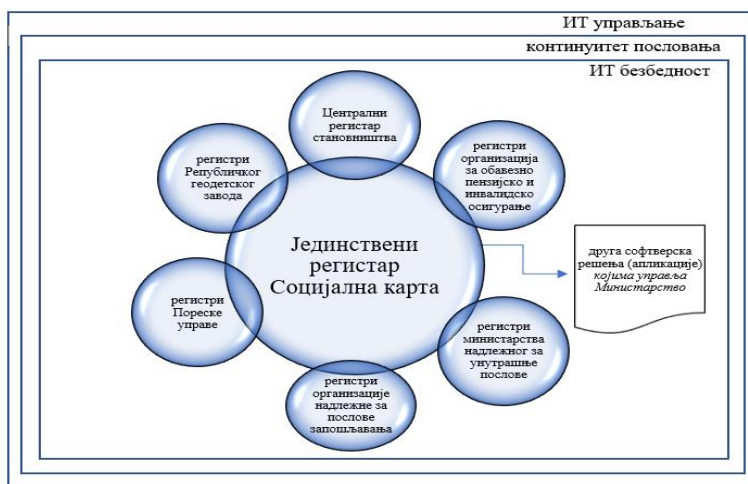 ИТ управљање
континуитет пословања
ИТ безбедност
Централни
регистар
становништва
регистри
Републичког
геодетског
завода
регистри
организација
за обавезно
пензијско и
инвалидско
осигурање
Јединствени
регистар
Социјална карта
друга софтверска
решења (апликације)
којима управља
Министарство
регистри
Пореске
управе
регистри
министарства
надлежног за
унутрашње
послове
регистри
организације
надлежне за
послове
запошљавања